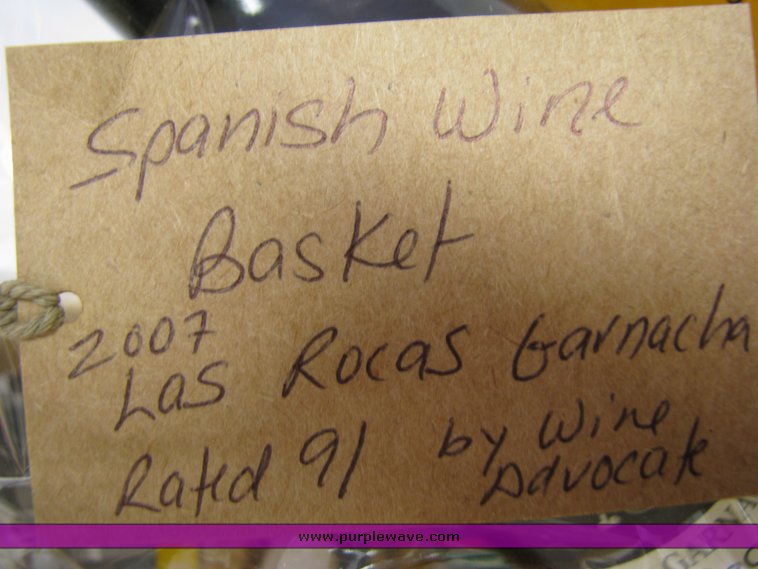 Spanish Wine
Basket
2007
Las Rocas Garnacha
Rated 91 by Wine
Advocate
www.purplewave.com